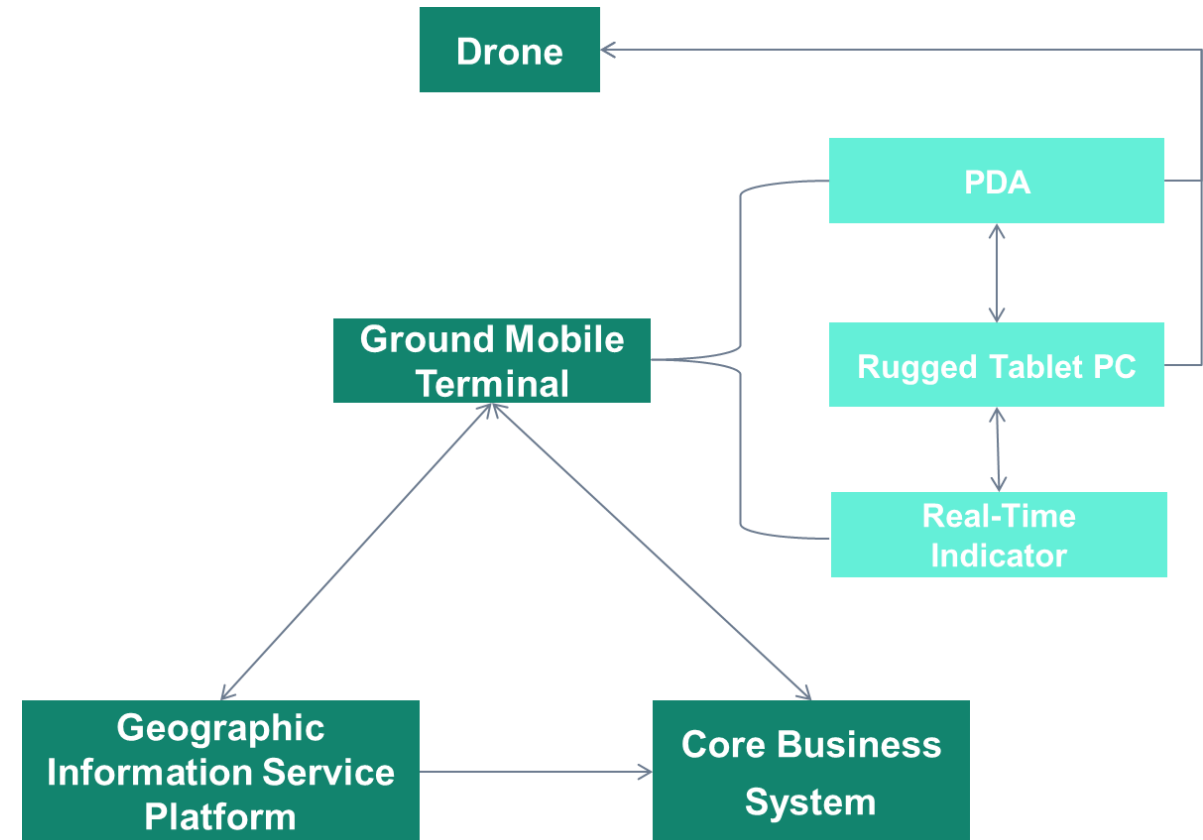 Drone
PDA
Ground Mobile
Terminal
Rugged Tablet PC
Real-Time
Indicator
Geographic
Information Service
Platform
Core Business
System